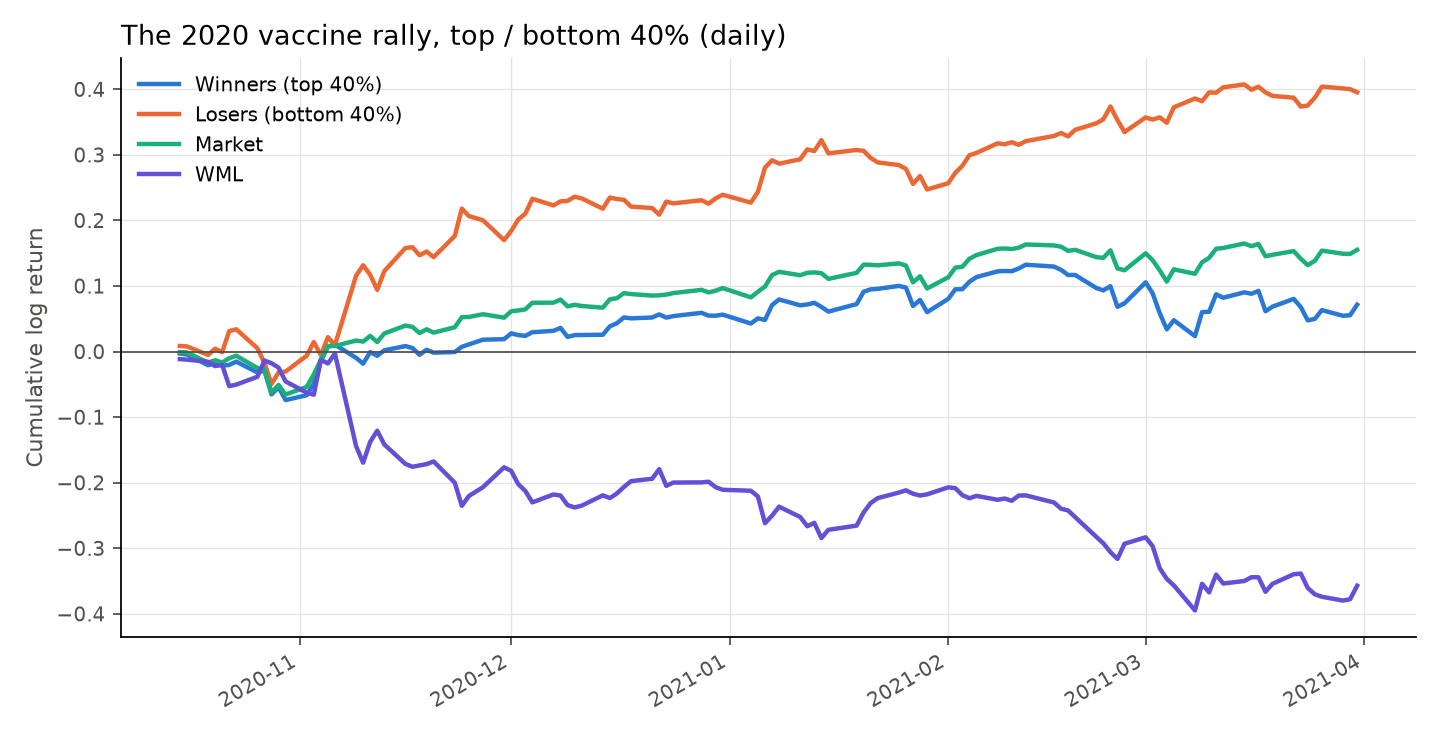 The 2020 vaccine rally, top / bottom 40% (daily)
Winners (top 40%)
Losers (bottom 40%)
Market
WML
Cumulative log return
0.4
0.3
0.2
0.1
0.0
−0.1
−0.2
−0.3
−0.4
2020-11
2020-12
2021-01
2021-02
2021-03
2021-04